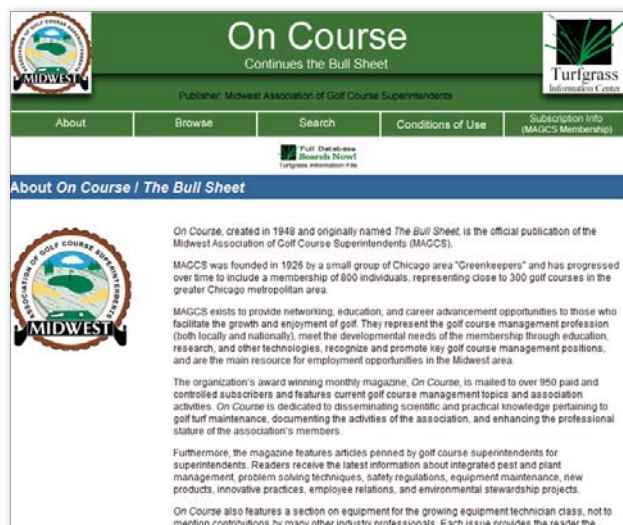 On Course
Continues the Bull Sheet
Publisher: Midwest Association of Golf Course Superintendents
ASSOCIATION OF GOLF COURSE SUPERINTENDENTS
MIDWEST
Turfgrass
Information Center
About
Browse
Search
Conditions of Use
Subscription Info
(MAGCS Membership)
Full Database
Search Now!
Turfgrass Information File
About On Course / The Bull Sheet
ASSOCIATION OF GOLF COURSE SUPERINTENDENTS
MIDWEST
On Course, created in 1948 and originally named The Bull Sheet, is the official publication of the
Midwest Association of Golf Course Superintendents (MAGCS).
MAGCS was founded in 1926 by a small group of Chicago area "Greenkeepers" and has progressed
over time to include a membership of 800 individuals, representing close to 300 golf courses in the
greater Chicago metropolitan area.
MAGCS exists to provide networking, education, and career advancement opportunities to those who
facilitate the growth and enjoyment of golf. They represent the golf course management profession
(both locally and nationally), meet the developmental needs of the membership through education,
research, and other technologies, recognize and promote key golf course management positions,
and are the main resource for employment opportunities in the Midwest area.
The organization's award winning monthly magazine, On Course, is mailed to over 950 paid and
controlled subscribers and features current golf course management topics and association
activities. On Course is dedicated to disseminating scientific and practical knowledge pertaining to
golf turf maintenance, documenting the activities of the association, and enhancing the professional
stature of the association's members.
Furthermore, the magazine features articles penned by golf course superintendents for
superintendents. Readers receive the latest information about integrated pest and plant
management, problem solving techniques, safety regulations, equipment maintenance, new
products, innovative practices, employee relations, and environmental stewardship projects.
On Course also features a section on equipment for the growing equipment technician class, not to
mention contributions by many other industry professionals. Each issue provides the reader the